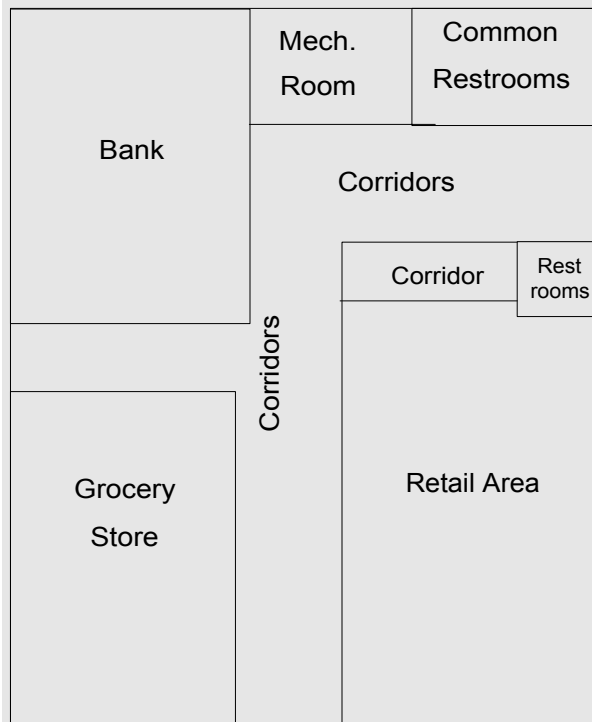 Mech.
Room
Common
Restrooms
Bank
Corridors
Corridor
Rest
rooms
Corridors
Grocery
Store
Retail Area